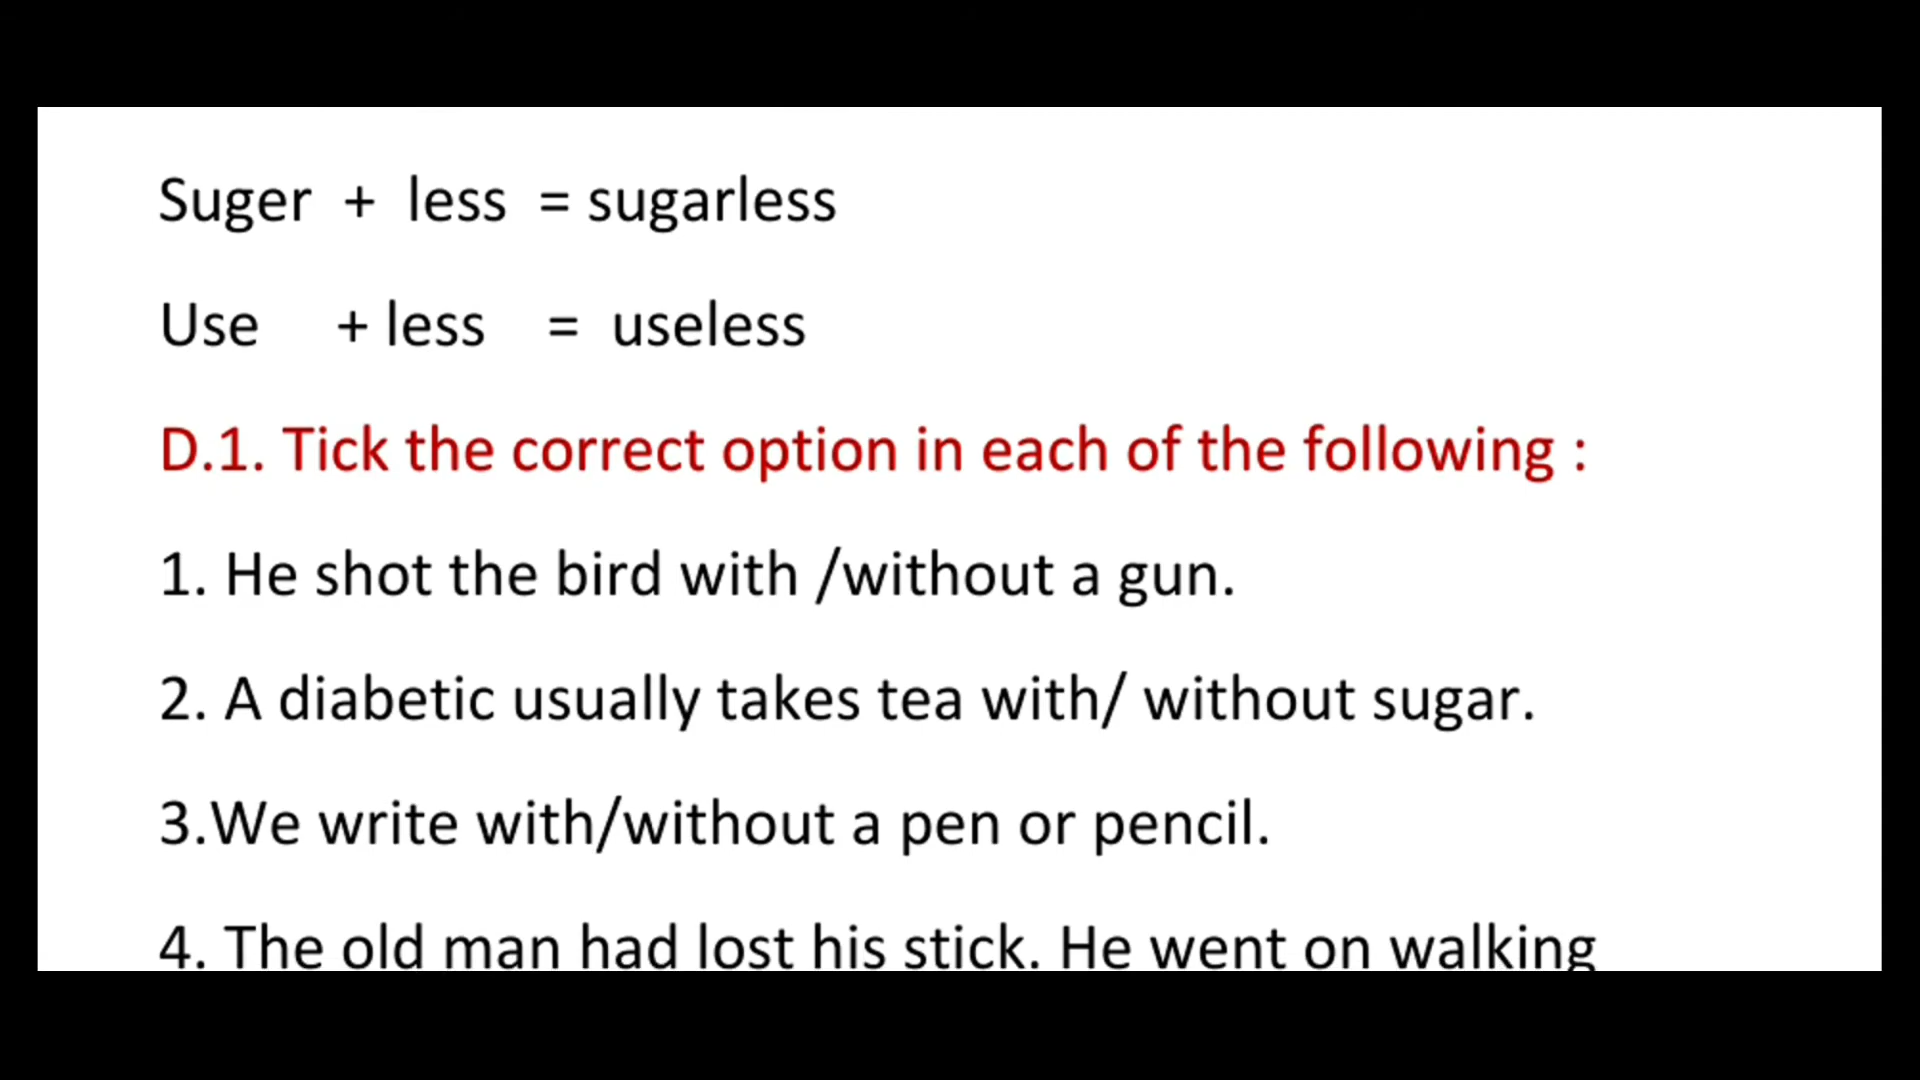 Suger + less = sugarless
Use + less = useless
D.1. Tick the correct option in each of the following :
1. He shot the bird with /without a gun.
2. A diabetic usually takes tea with/ without sugar.
3.We write with/without a pen or pencil.
4. The old man had lost his stick. He went on walking